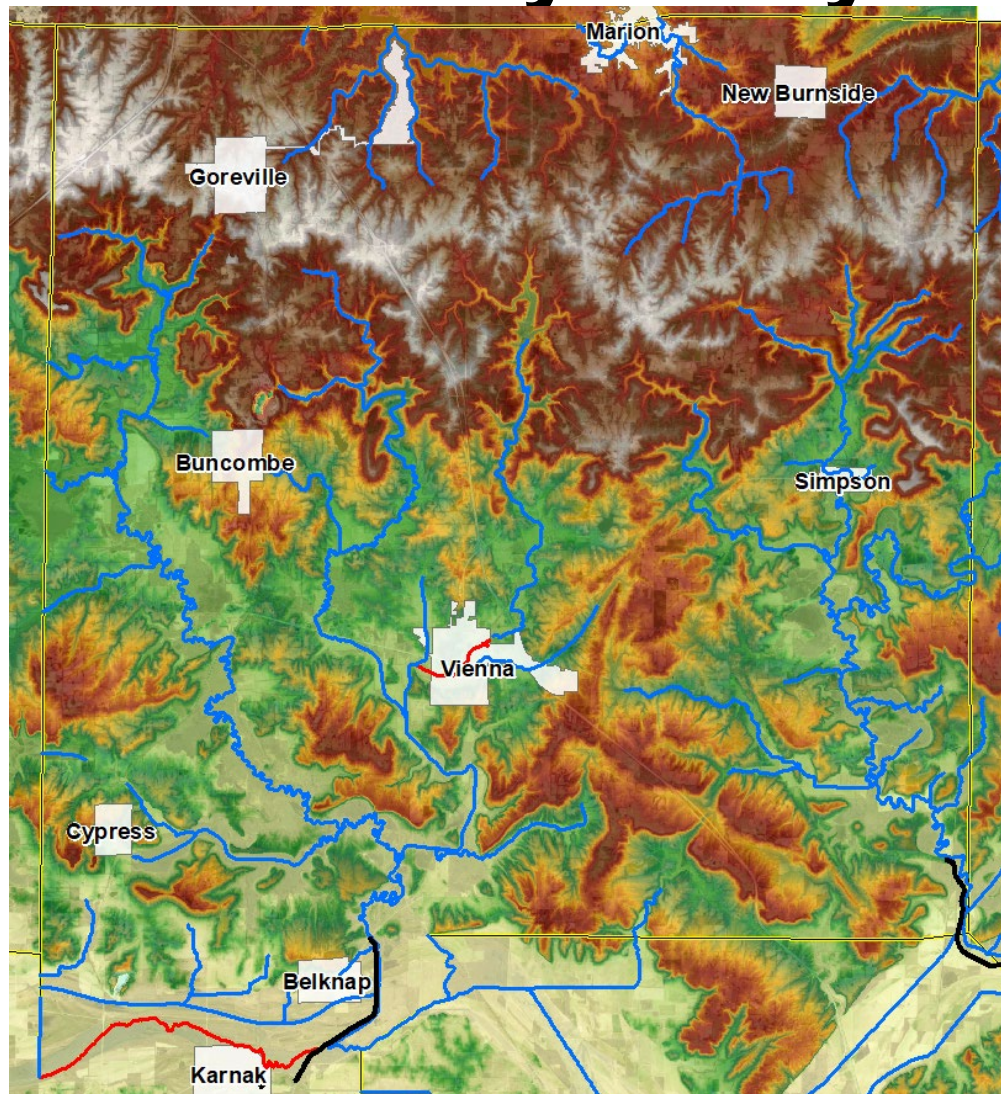 Marion
New Burnside
Goreville
Buncombe
Simpson
Vienna
Cypress
Belknap
Karnak